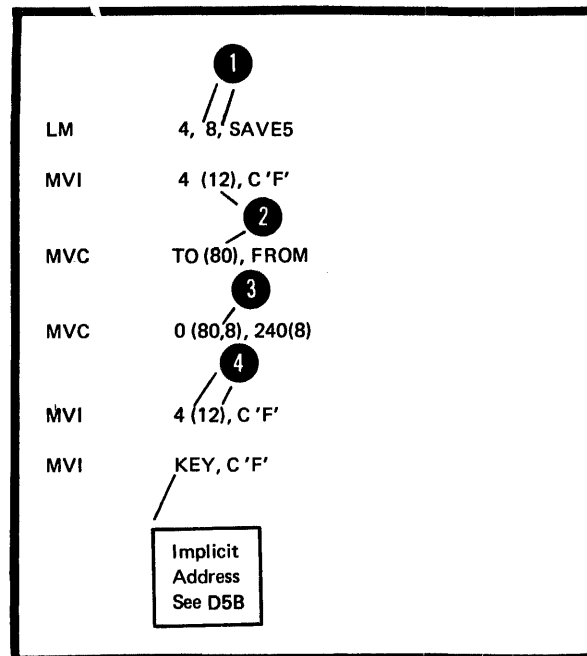 1
LM 4, 8, SAVE5
MVI 4 (12), C 'F'
2
MVC TO (80), FROM
3
MVC 0 (80,8), 240(8)
4
MVI 4 (12), C 'F'
MVI KEY, C 'F'
Implicit
Address
See D5B